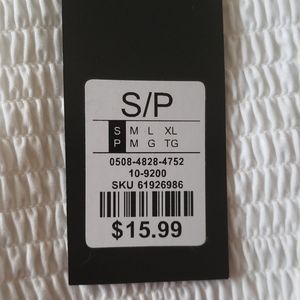 S/P
S M L XL
P M G TG
0508-4828-4752
10-9200
SKU 61926986
$15.99